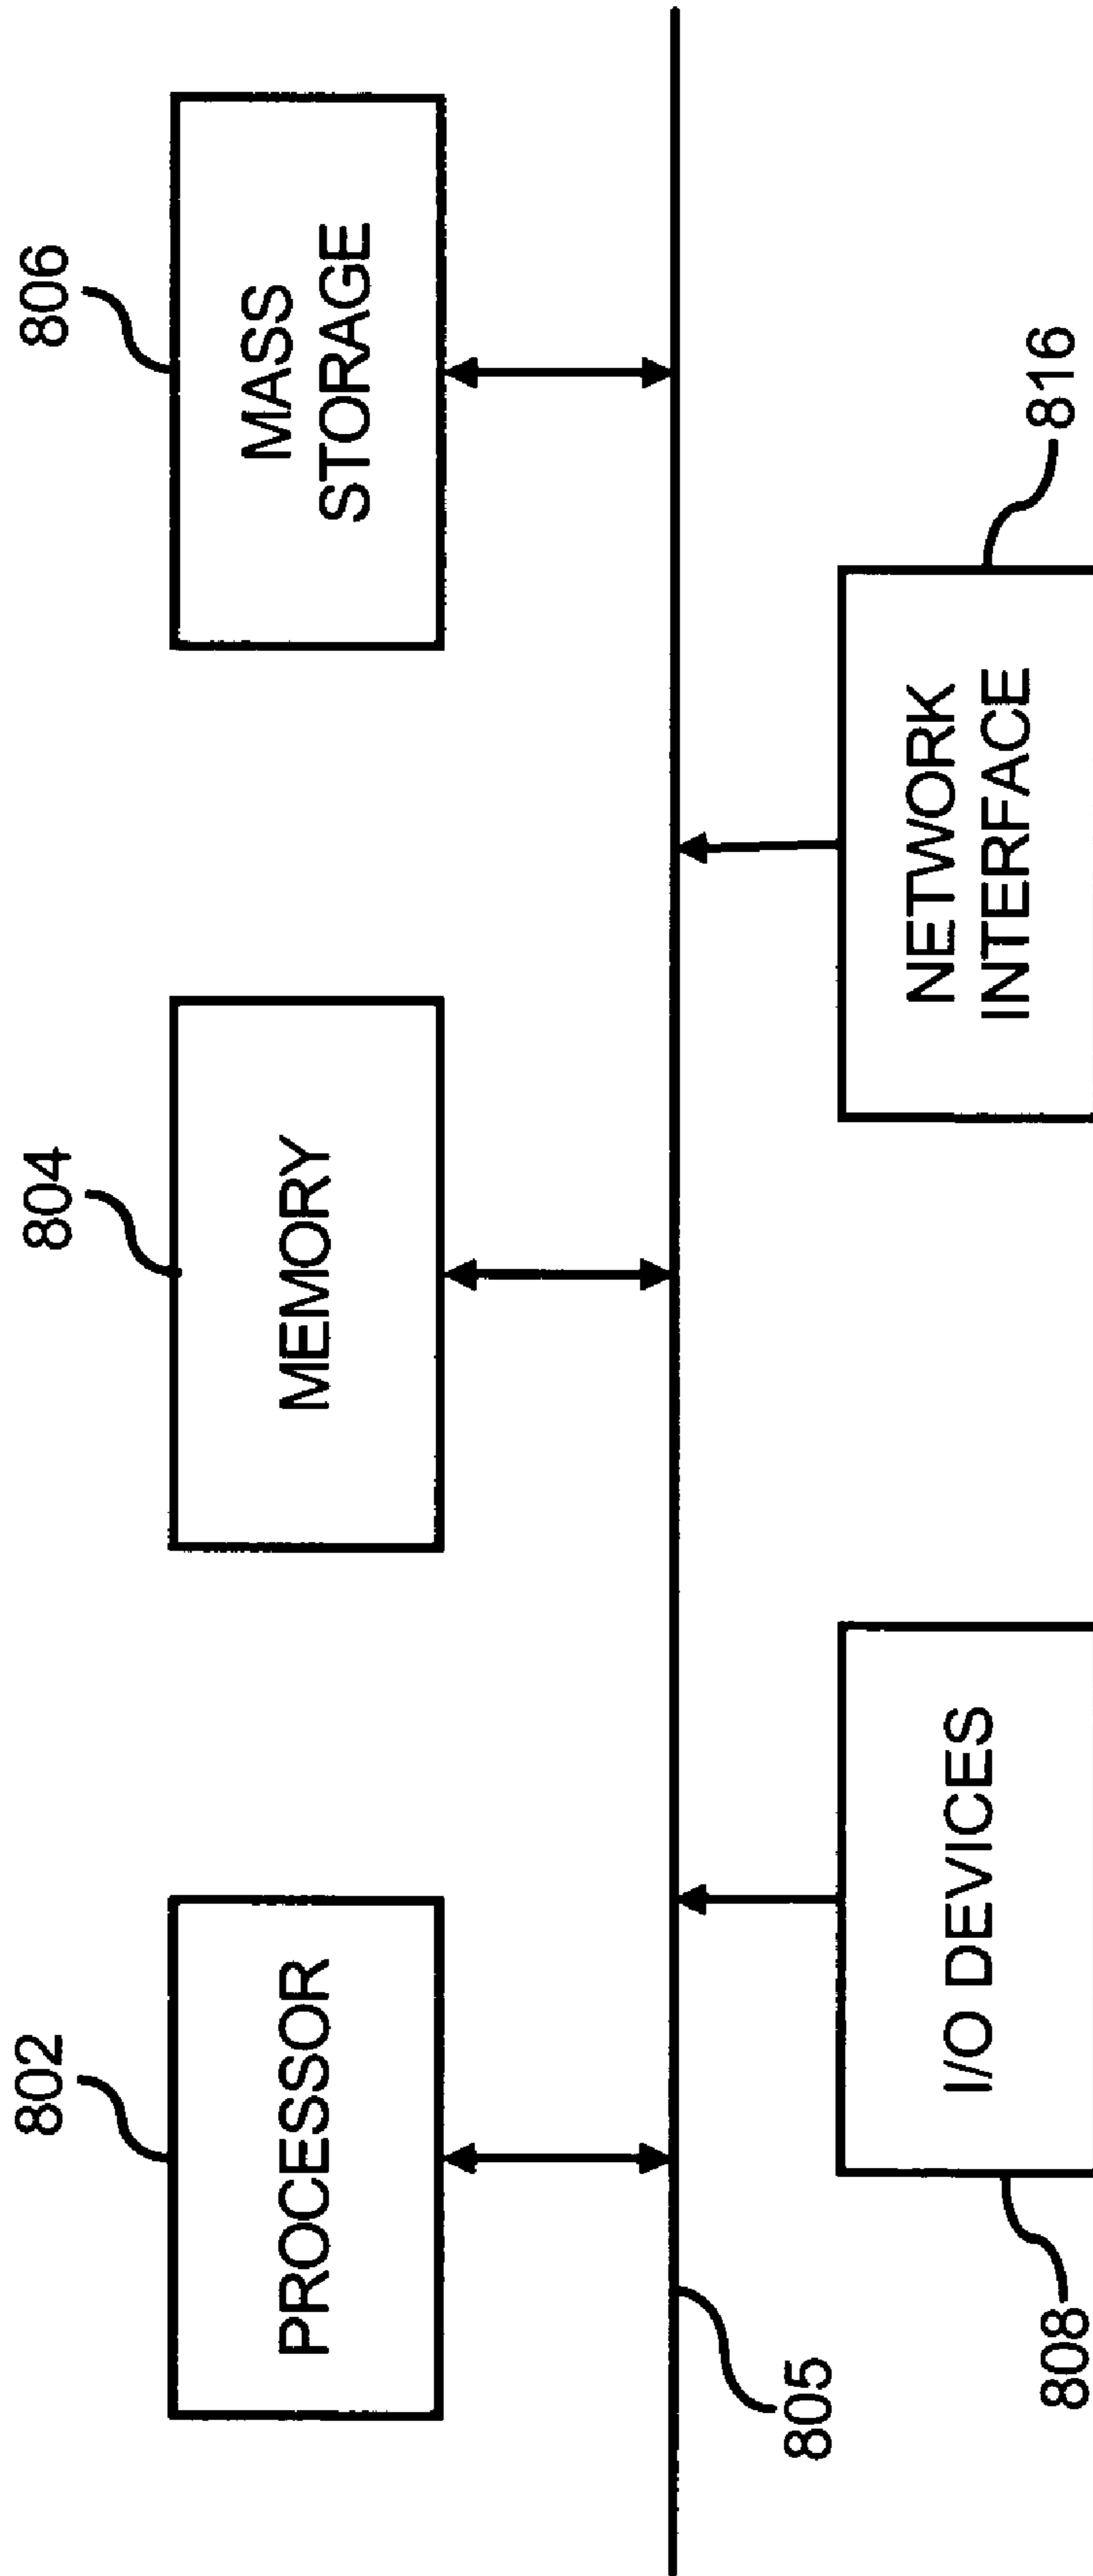 802
PROCESSOR
804
MEMORY
806
MASS
STORAGE
805
808
I/O DEVICES
NETWORK
INTERFACE
816